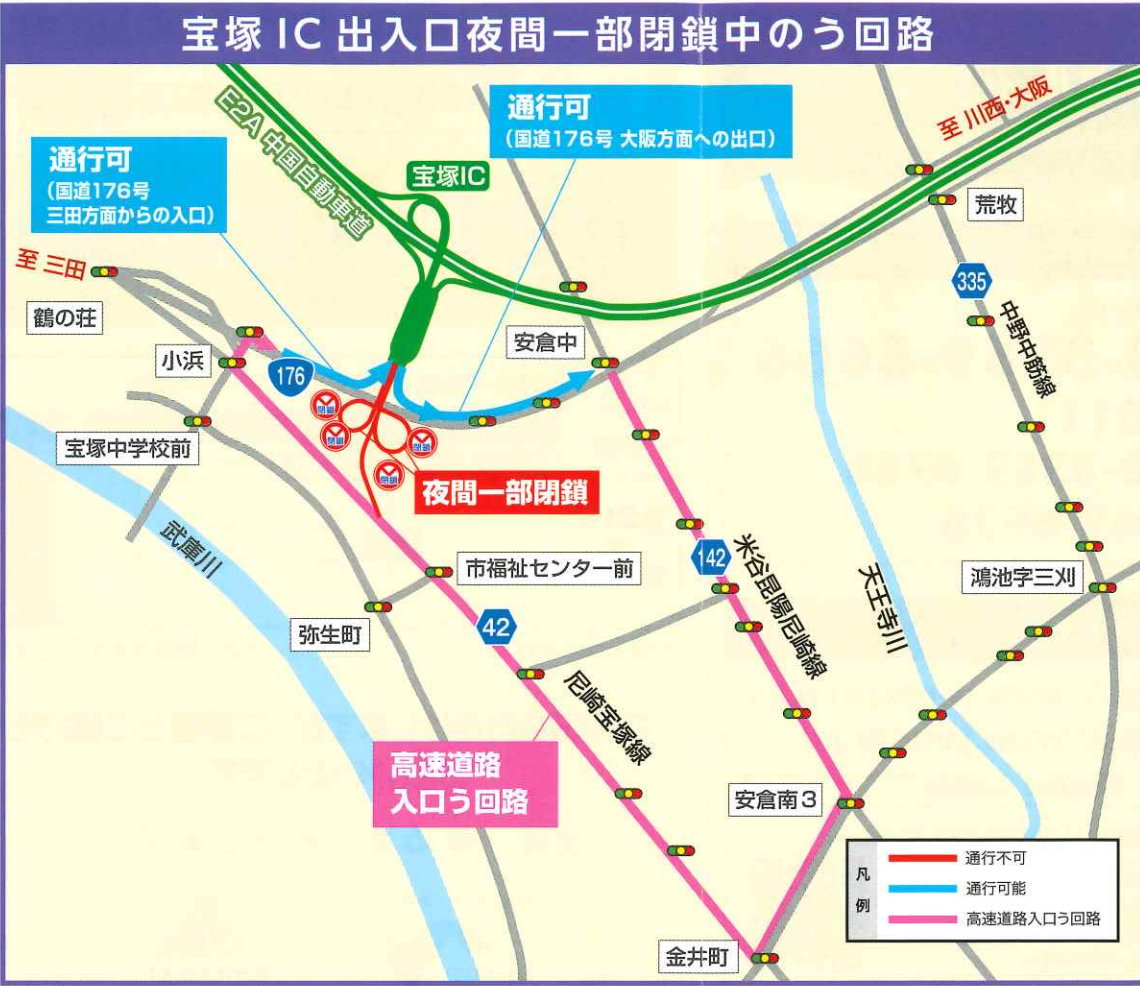 宝塚IC出入口夜間一部閉鎖中のう回路
通行可
(国道176号 大阪方面への出口)
至 川西・大阪
E2A 中国自動車道
通行可
(国道176号
三田方面からの入口)
宝塚IC
荒牧
至 三田
335
鶴の荘
中野中筋線
安倉中
小浜
176
閉鎖
閉鎖
閉鎖
閉鎖
宝塚中学校前
夜間一部閉鎖
武庫川
142
米谷昆陽尼崎線
市福祉センター前
天王寺川
鴻池字三刈
弥生町
42
尼崎宝塚線
高速道路
入口う回路
安倉南3
凡例
通行不可
通行可能
高速道路入口う回路
金井町